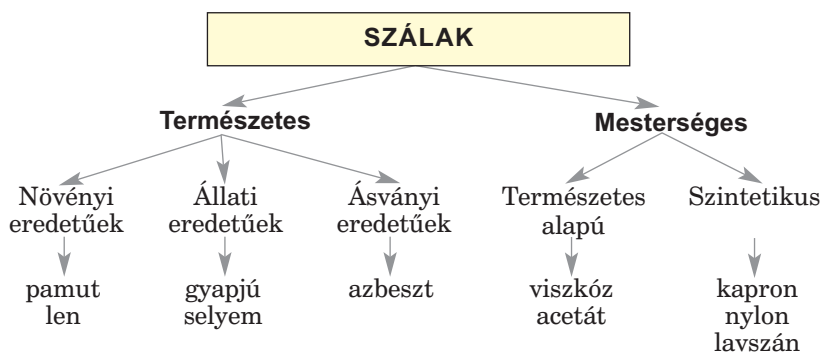 SZÁLAK
Természetes
Mesterséges
Növényi
eredetűek
Állati
eredetűek
Ásványi
eredetűek
Természetes
alapú
Szintetikus
pamut
len
gyapjú
selyem
azbeszt
viszkóz
acetát
kapron
nylon
lavszán